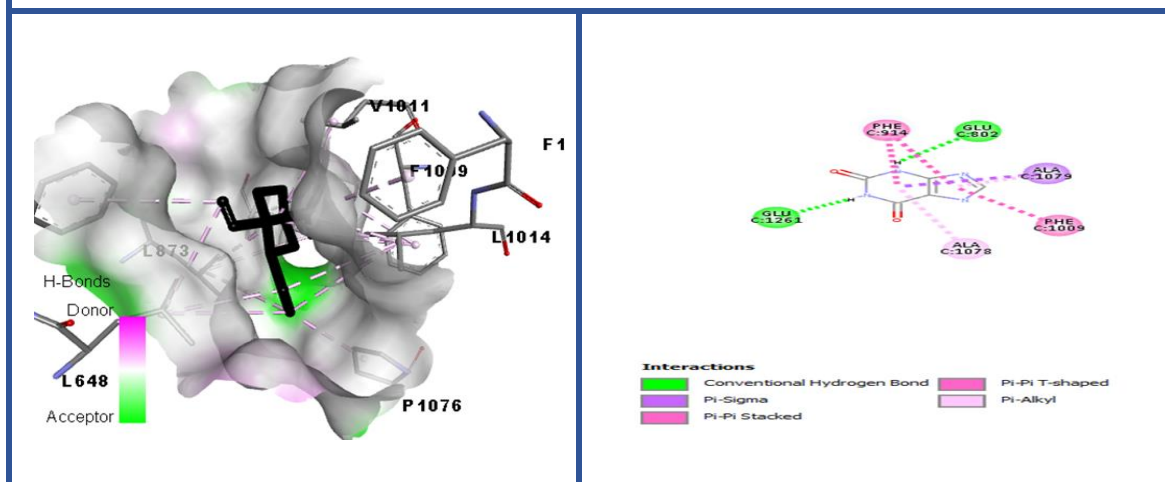 V1011
F1
F1009
L1014
L873
H-Bonds
Donor
L648
Acceptor
P1076
PHE
C:914
GLU
C:802
ALA
C:1079
GLU
C:1261
PHE
C:1009
ALA
C:1078
H
O
N
N
N
N
H
O
Interactions
Conventional Hydrogen Bond
Pi-Sigma
Pi-Pi Stacked
Pi-Pi T-shaped
Pi-Alkyl